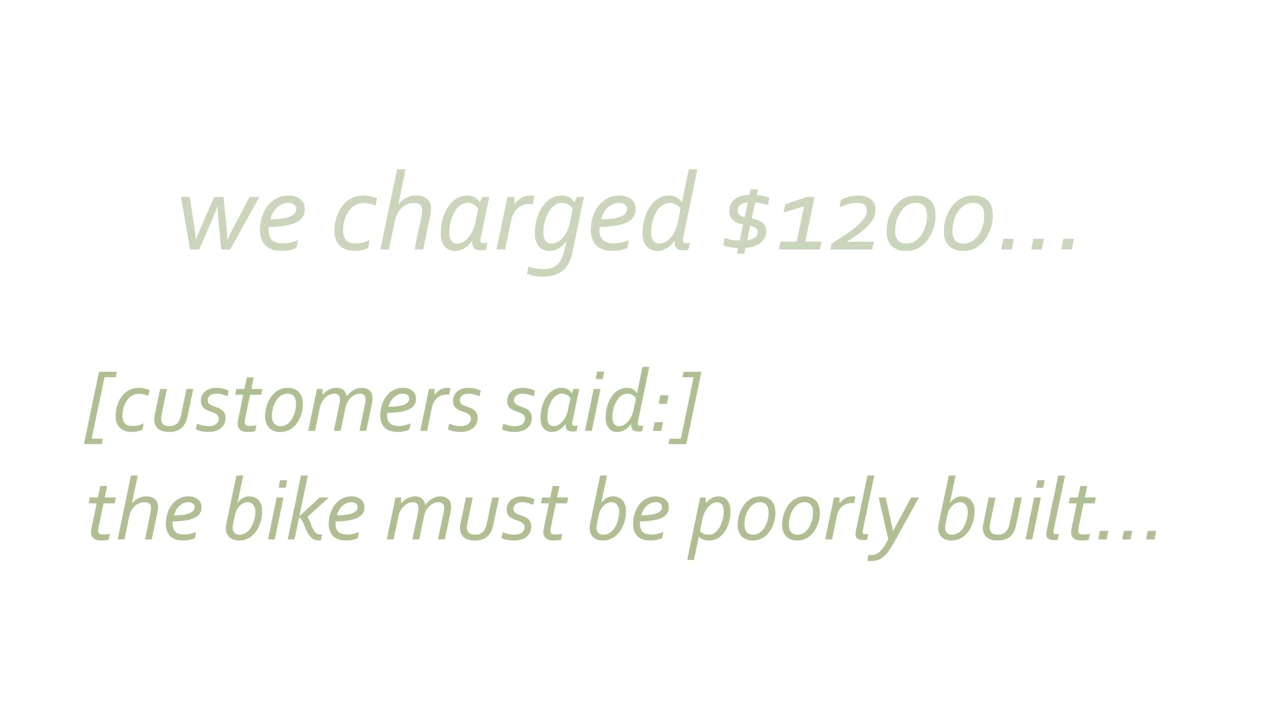 we charged $1200...
[customers said:]
the bike must be poorly built...